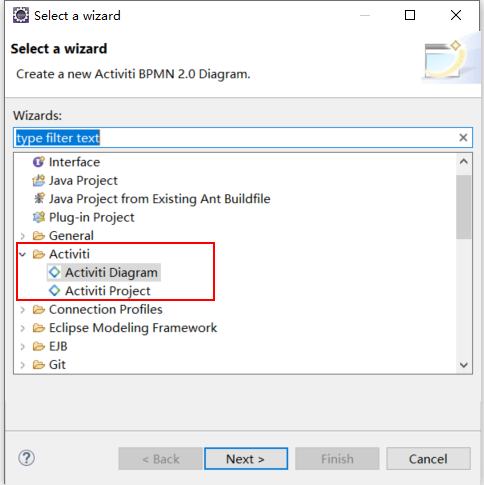 Select a wizard
Select a wizard
Create a new Activiti BPMN 2.0 Diagram.
Wizards:
type filter text
Interface
Java Project
Java Project from Existing Ant Buildfile
Plug-in Project
General
Activiti
Activiti Diagram
Activiti Project
Connection Profiles
Eclipse Modeling Framework
EJB
Git
? < Back Next > Finish Cancel